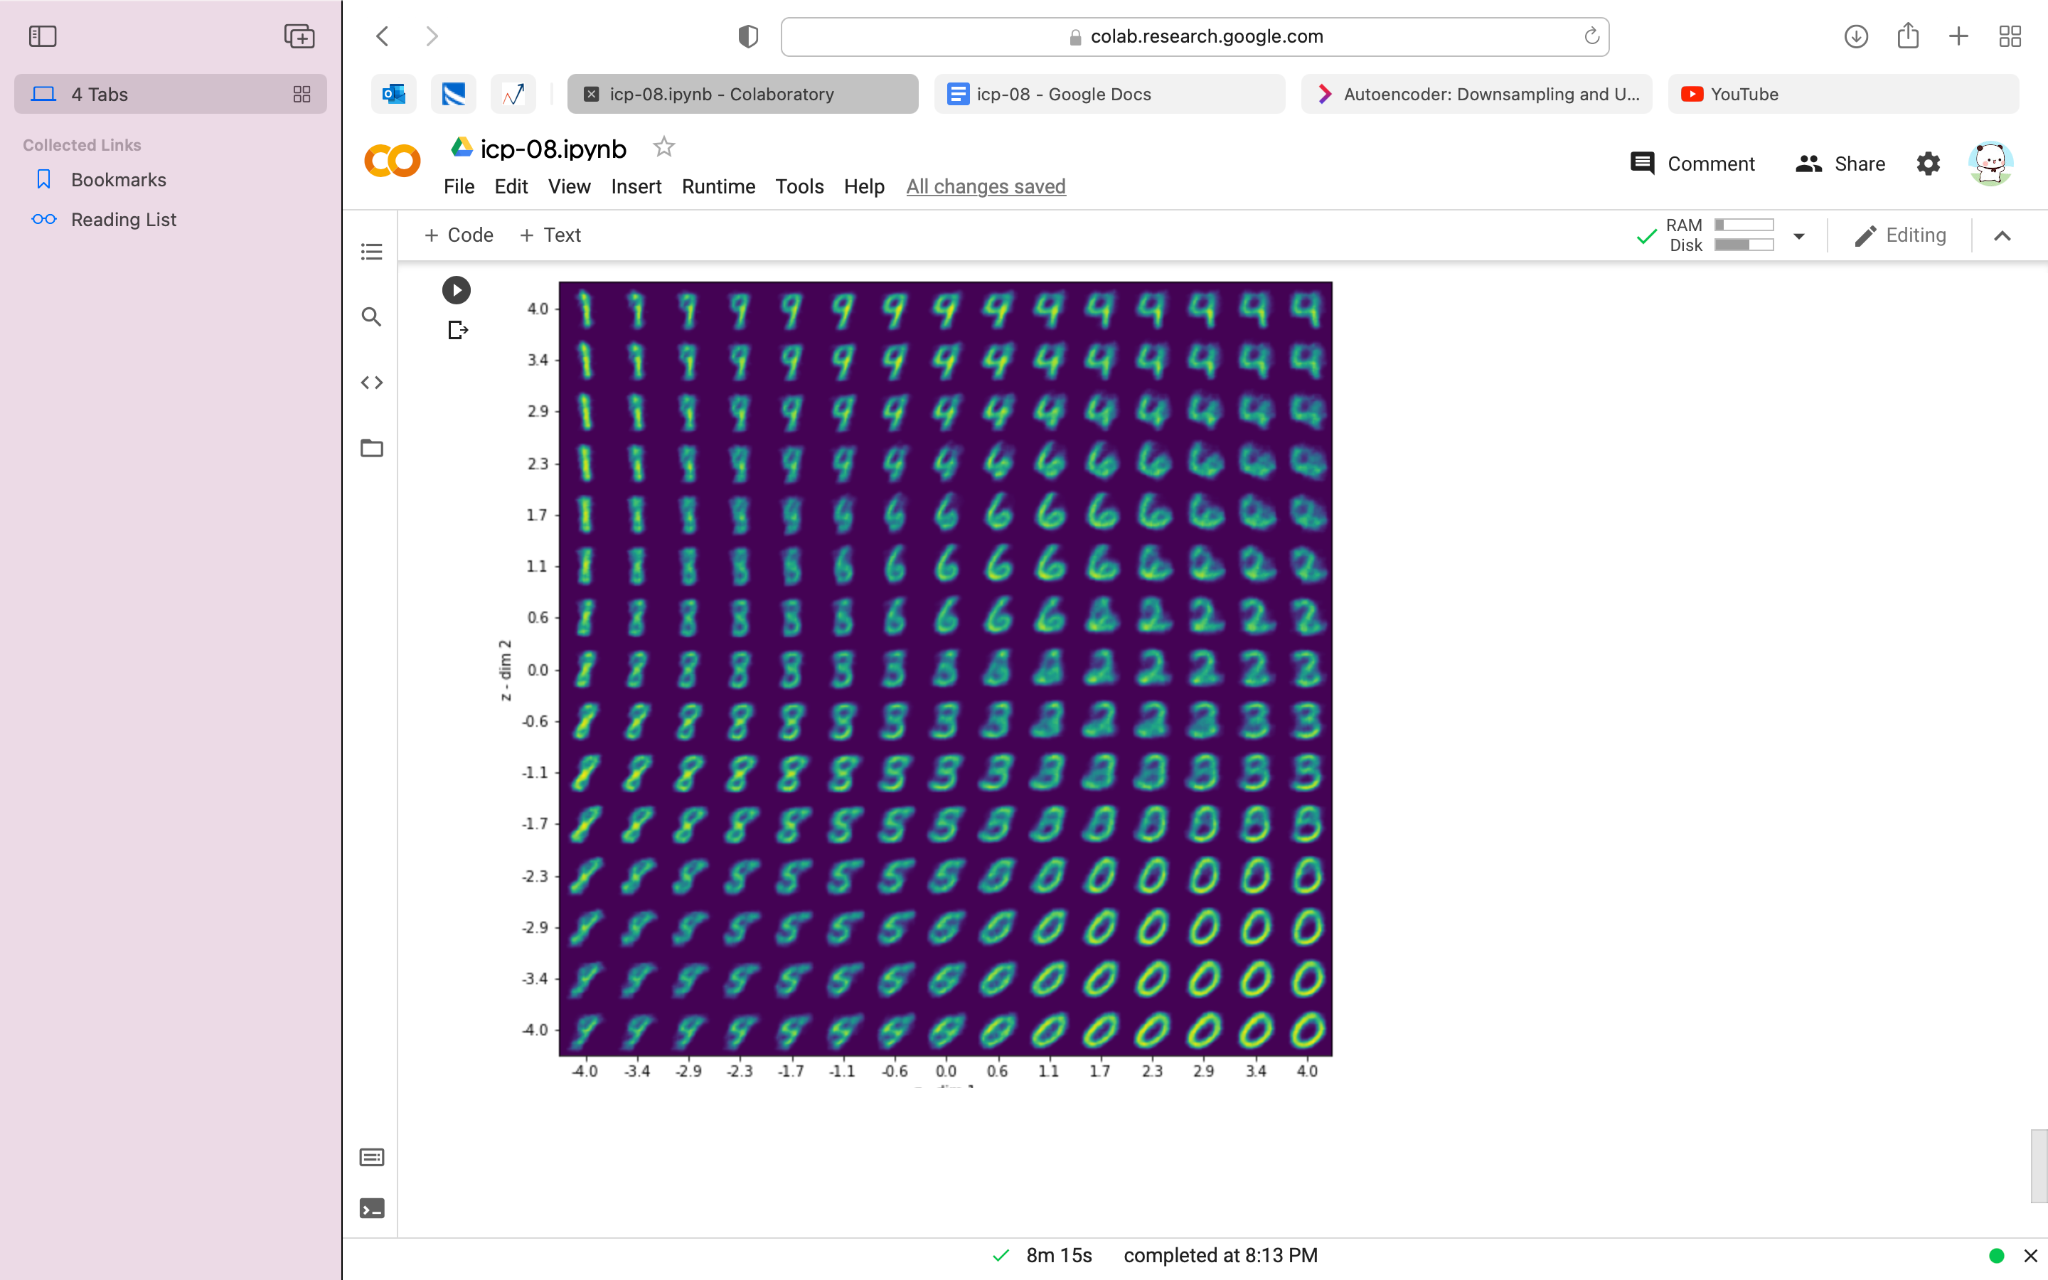 4 Tabs
Collected Links
Bookmarks
Reading List
colab.research.google.com
icp-08.ipynb - Colaboratory
icp-08 - Google Docs
Autoencoder: Downsampling and U...
YouTube
icp-08.ipynb
Comment
Share
File Edit View Insert Runtime Tools Help All changes saved
+ Code + Text
RAM
Disk
Editing
4.0
3.4
2.9
2.3
1.7
1.1
0.6
0.0
-0.6
-1.1
-1.7
-2.3
-2.9
-3.4
-4.0
z - dim 2
-4.0 -3.4 -2.9 -2.3 -1.7 -1.1 -0.6 0.0 0.6 1.1 1.7 2.3 2.9 3.4 4.0
8m 15s completed at 8:13 PM